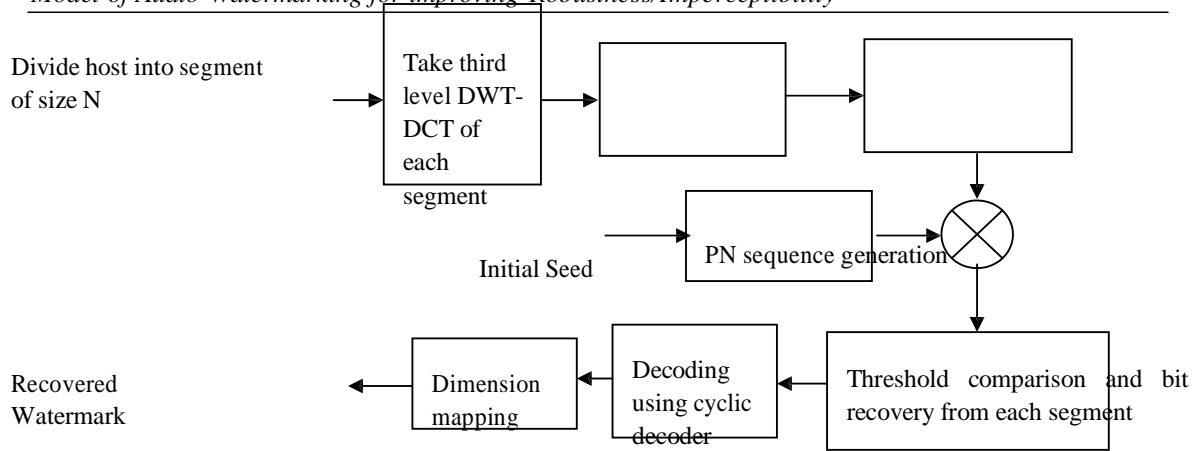 Model of Audio Watermarking for improving Robustness/Imperceptibility
Divide host into segment
of size N
Take third
level DWT-
DCT of
each
segment
Initial Seed
PN sequence generation
Recovered
Watermark
Dimension
mapping
Decoding
using cyclic
decoder
Threshold comparison and bit
recovery from each segment